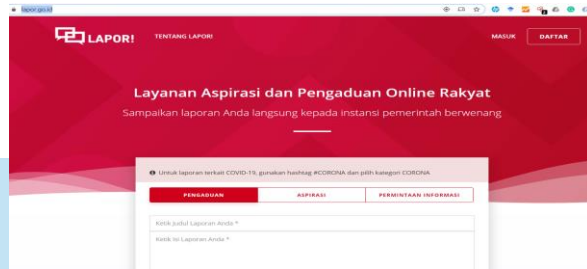 lapor.go.id
LAPOR!
TENTANG LAPOR!
MASUK
DAFTAR
Layanan Aspirasi dan Pengaduan Online Rakyat
Sampaikan laporan Anda langsung kepada instansi pemerintah berwenang
Untuk laporan terkait COVID-19, gunakan hashtag #CORONA dan pilih kategori CORONA
PENGADUAN
ASPIRASI
PERMINTAAN INFORMASI
Ketik Judul Laporan Anda *
Ketik Isi Laporan Anda *